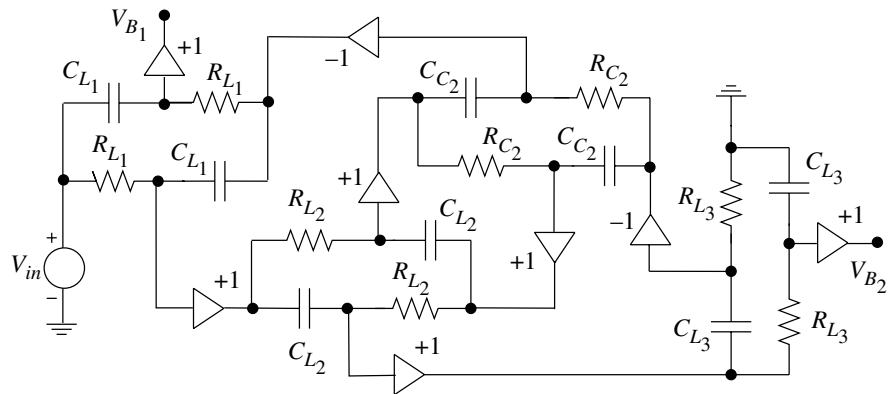 V_{B_1}
+1
−1
C_{L_1}
R_{L_1}
C_{C_2}
R_{C_2}
R_{L_1}
C_{L_1}
R_{C_2}
C_{C_2}
+1
R_{L_2}
C_{L_2}
−1
R_{L_3}
C_{L_3}
+1
V_{in}
+
−
+1
R_{L_2}
+1
V_{B_2}
C_{L_2}
+1
C_{L_3}
R_{L_3}